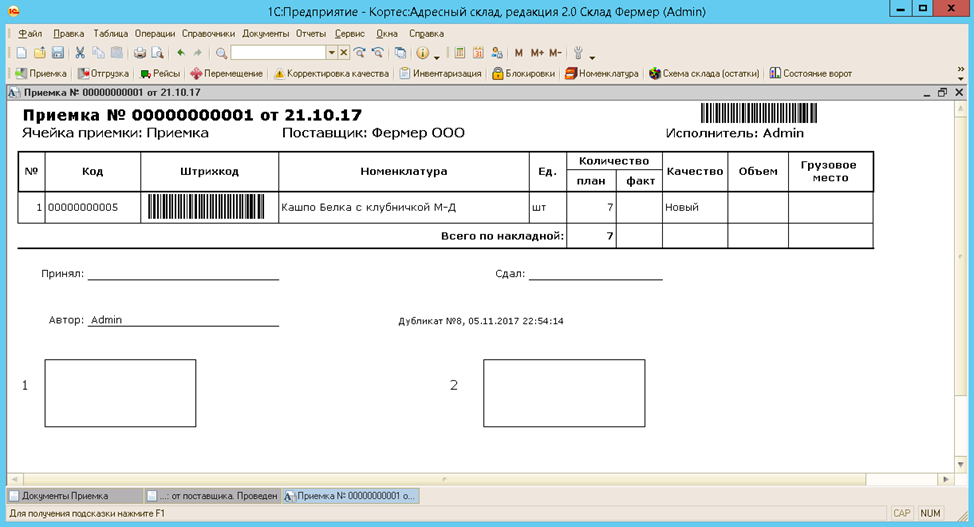 1С:Предприятие - Кортес:Адресный склад, редакция 2.0 Склад Фермер (Admin)
Файл Правка Таблица Операции Справочники Документы Отчеты Сервис Окна Справка
M M+ M-
Приемка Отгрузка Рейсы Перемещение Корректировка качества Инвентаризация Блокировки Номенклатура Схема склада (остатки) Состояние ворот
Приемка № 00000000001 от 21.10.17
Приемка № 00000000001 от 21.10.17
Ячейка приемки: Приемка Поставщик: Фермер ООО Исполнитель: Admin
№ Код Штрихкод Номенклатура Ед. Количество Качество Объем Грузовое место
план факт
1 00000000005 Кашпо Белка с клубничкой М-Д шт 7 Новый
Всего по накладной: 7
Принял: Сдал:
Автор: Admin Дубликат №8, 05.11.2017 22:54:14
1 2
Документы Приемка ...: от поставщика. Проведен Приемка № 00000000001 о...
Для получения подсказки нажмите F1 CAP NUM